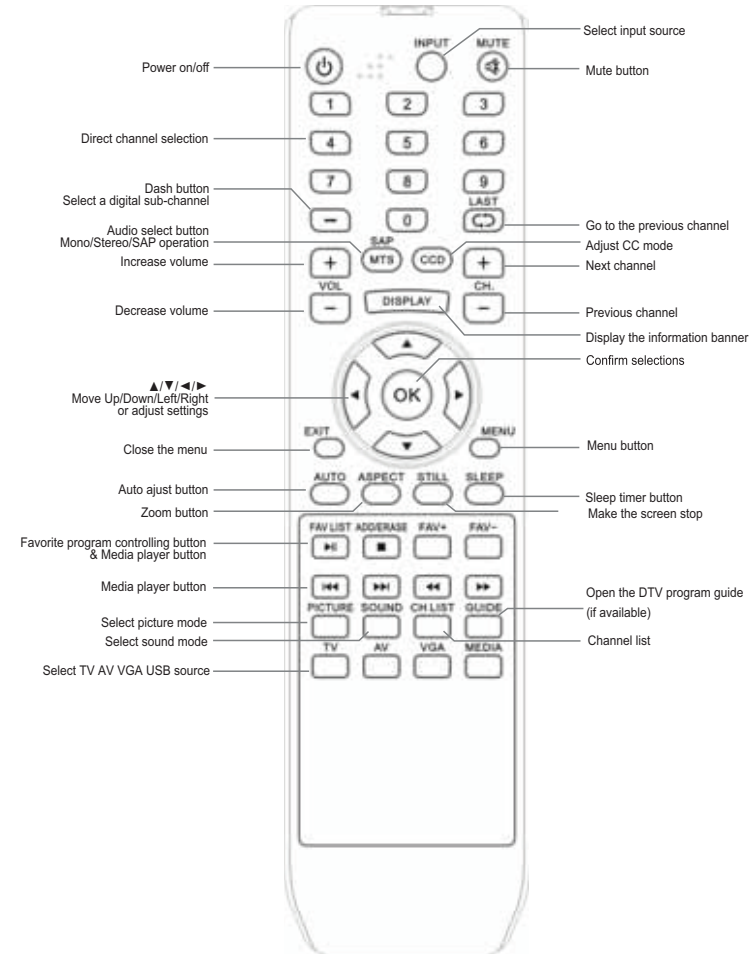 Select input source
INPUT MUTE
Power on/off
Mute button
1 2 3
Direct channel selection
4 5 6
7 8 9
Dash button
Select a digital sub-channel
LAST
- 0
Go to the previous channel
Audio select button
Mono/Stereo/SAP operation
SAP
MTS CCD
Adjust CC mode
Increase volume
+ +
Next channel
VOL CH.
DISPLAY
Decrease volume
- -
Previous channel
Display the information banner
Confirm selections
▲
▲/▼/◄/►
Move Up/Down/Left/Right
or adjust settings
◄ OK ►
▼
EXIT MENU
Close the menu
Menu button
AUTO ASPECT STILL SLEEP
Auto ajust button
Sleep timer button
Zoom button
Make the screen stop
FAV LIST ADD/ERASE FAV+ FAV-
Favorite program controlling button
& Media player button
Media player button
Open the DTV program guide
(if available)
PICTURE SOUND CH LIST GUIDE
Select picture mode
Select sound mode
Channel list
TV AV VGA MEDIA
Select TV AV VGA USB source